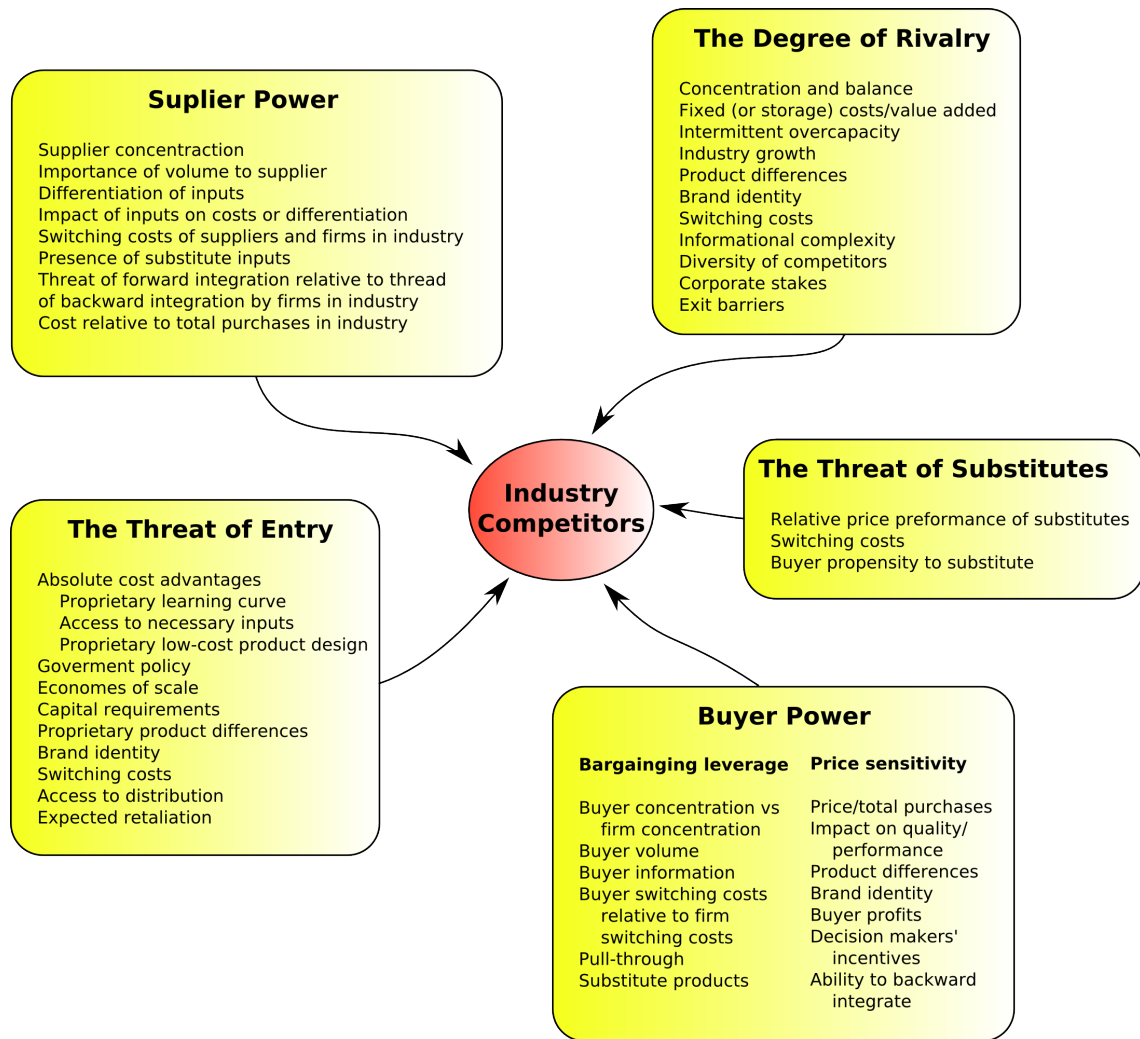 Suplier Power
Supplier concentraction
Importance of volume to supplier
Differentiation of inputs
Impact of inputs on costs or differentiation
Switching costs of suppliers and firms in industry
Presence of substitute inputs
Threat of forward integration relative to thread
of backward integration by firms in industry
Cost relative to total purchases in industry
The Degree of Rivalry
Concentration and balance
Fixed (or storage) costs/value added
Intermittent overcapacity
Industry growth
Product differences
Brand identity
Switching costs
Informational complexity
Diversity of competitors
Corporate stakes
Exit barriers
Industry
Competitors
The Threat of Substitutes
Relative price preformance of substitutes
Switching costs
Buyer propensity to substitute
The Threat of Entry
Absolute cost advantages
Proprietary learning curve
Access to necessary inputs
Proprietary low-cost product design
Goverment policy
Economes of scale
Capital requirements
Proprietary product differences
Brand identity
Switching costs
Access to distribution
Expected retaliation
Buyer Power
Bargainging leverage
Buyer concentration vs
firm concentration
Buyer volume
Buyer information
Buyer switching costs
relative to firm
switching costs
Pull-through
Substitute products
Price sensitivity
Price/total purchases
Impact on quality/
performance
Product differences
Brand identity
Buyer profits
Decision makers'
incentives
Ability to backward
integrate